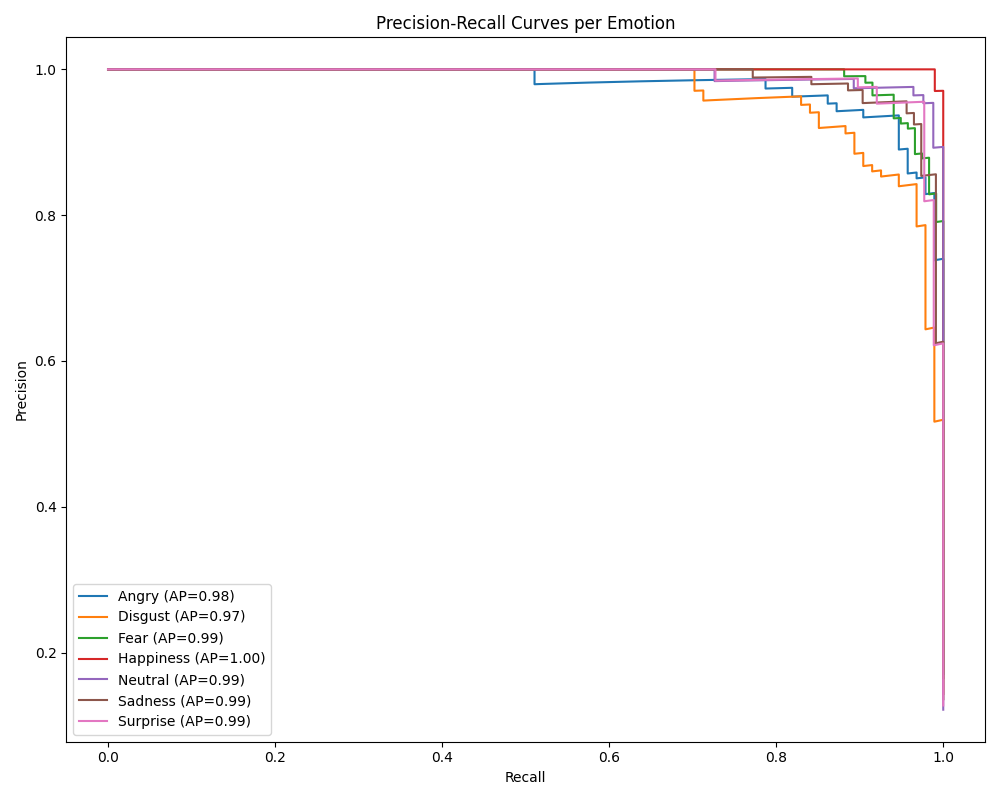 Precision-Recall Curves per Emotion
1.0
0.8
0.6
0.4
0.2
Precision
Angry (AP=0.98)
Disgust (AP=0.97)
Fear (AP=0.99)
Happiness (AP=1.00)
Neutral (AP=0.99)
Sadness (AP=0.99)
Surprise (AP=0.99)
0.0 0.2 0.4 0.6 0.8 1.0
Recall